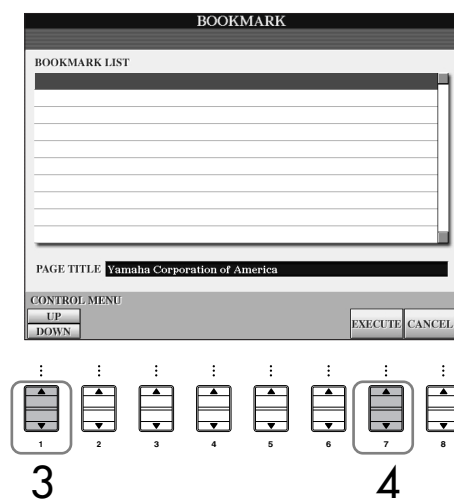 BOOKMARK
BOOKMARK LIST
PAGE TITLE Yamaha Corporation of America
CONTROL MENU
UP
DOWN
EXECUTE CANCEL
1 2 3 4 5 6 7 8
3 4